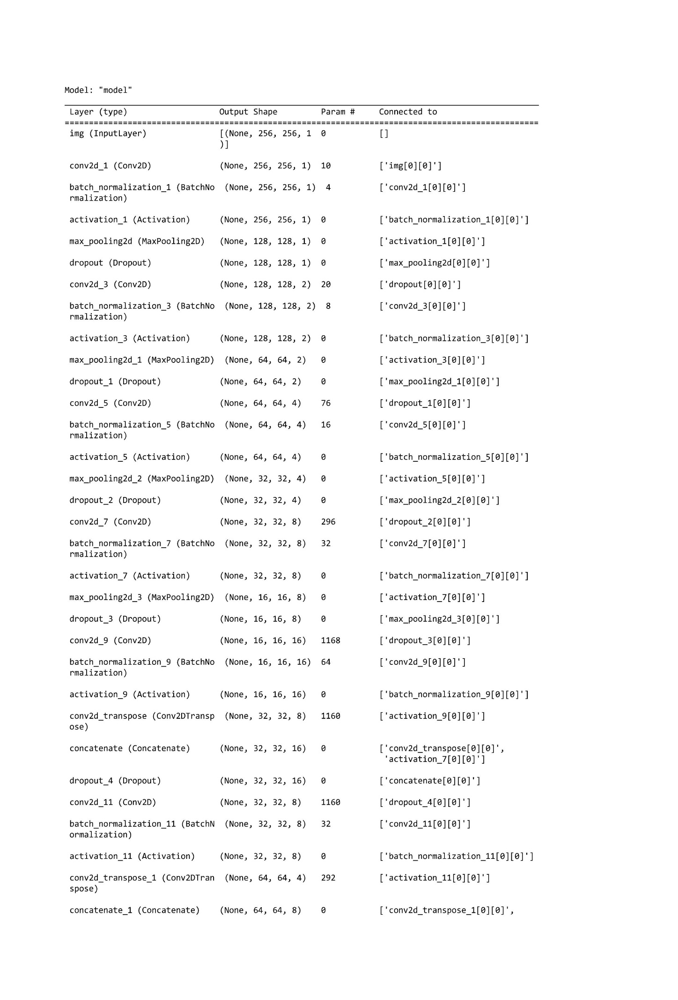 Model: "model"
Layer (type) Output Shape Param # Connected to
==================================================================================================
img (InputLayer) [(None, 256, 256, 1 0 []
)]
conv2d_1 (Conv2D) (None, 256, 256, 1) 10 ['img[0][0]']
batch_normalization_1 (BatchNo (None, 256, 256, 1) 4 ['conv2d_1[0][0]']
rmalization)
activation_1 (Activation) (None, 256, 256, 1) 0 ['batch_normalization_1[0][0]']
max_pooling2d (MaxPooling2D) (None, 128, 128, 1) 0 ['activation_1[0][0]']
dropout (Dropout) (None, 128, 128, 1) 0 ['max_pooling2d[0][0]']
conv2d_3 (Conv2D) (None, 128, 128, 2) 20 ['dropout[0][0]']
batch_normalization_3 (BatchNo (None, 128, 128, 2) 8 ['conv2d_3[0][0]']
rmalization)
activation_3 (Activation) (None, 128, 128, 2) 0 ['batch_normalization_3[0][0]']
max_pooling2d_1 (MaxPooling2D) (None, 64, 64, 2) 0 ['activation_3[0][0]']
dropout_1 (Dropout) (None, 64, 64, 2) 0 ['max_pooling2d_1[0][0]']
conv2d_5 (Conv2D) (None, 64, 64, 4) 76 ['dropout_1[0][0]']
batch_normalization_5 (BatchNo (None, 64, 64, 4) 16 ['conv2d_5[0][0]']
rmalization)
activation_5 (Activation) (None, 64, 64, 4) 0 ['batch_normalization_5[0][0]']
max_pooling2d_2 (MaxPooling2D) (None, 32, 32, 4) 0 ['activation_5[0][0]']
dropout_2 (Dropout) (None, 32, 32, 4) 0 ['max_pooling2d_2[0][0]']
conv2d_7 (Conv2D) (None, 32, 32, 8) 296 ['dropout_2[0][0]']
batch_normalization_7 (BatchNo (None, 32, 32, 8) 32 ['conv2d_7[0][0]']
rmalization)
activation_7 (Activation) (None, 32, 32, 8) 0 ['batch_normalization_7[0][0]']
max_pooling2d_3 (MaxPooling2D) (None, 16, 16, 8) 0 ['activation_7[0][0]']
dropout_3 (Dropout) (None, 16, 16, 8) 0 ['max_pooling2d_3[0][0]']
conv2d_9 (Conv2D) (None, 16, 16, 16) 1168 ['dropout_3[0][0]']
batch_normalization_9 (BatchNo (None, 16, 16, 16) 64 ['conv2d_9[0][0]']
rmalization)
activation_9 (Activation) (None, 16, 16, 16) 0 ['batch_normalization_9[0][0]']
conv2d_transpose (Conv2DTransp (None, 32, 32, 8) 1160 ['activation_9[0][0]']
ose)
concatenate (Concatenate) (None, 32, 32, 16) 0 ['conv2d_transpose[0][0]',
'activation_7[0][0]']
dropout_4 (Dropout) (None, 32, 32, 16) 0 ['concatenate[0][0]']
conv2d_11 (Conv2D) (None, 32, 32, 8) 1160 ['dropout_4[0][0]']
batch_normalization_11 (BatchN (None, 32, 32, 8) 32 ['conv2d_11[0][0]']
ormalization)
activation_11 (Activation) (None, 32, 32, 8) 0 ['batch_normalization_11[0][0]']
conv2d_transpose_1 (Conv2DTran (None, 64, 64, 4) 292 ['activation_11[0][0]']
spose)
concatenate_1 (Concatenate) (None, 64, 64, 8) 0 ['conv2d_transpose_1[0][0]',